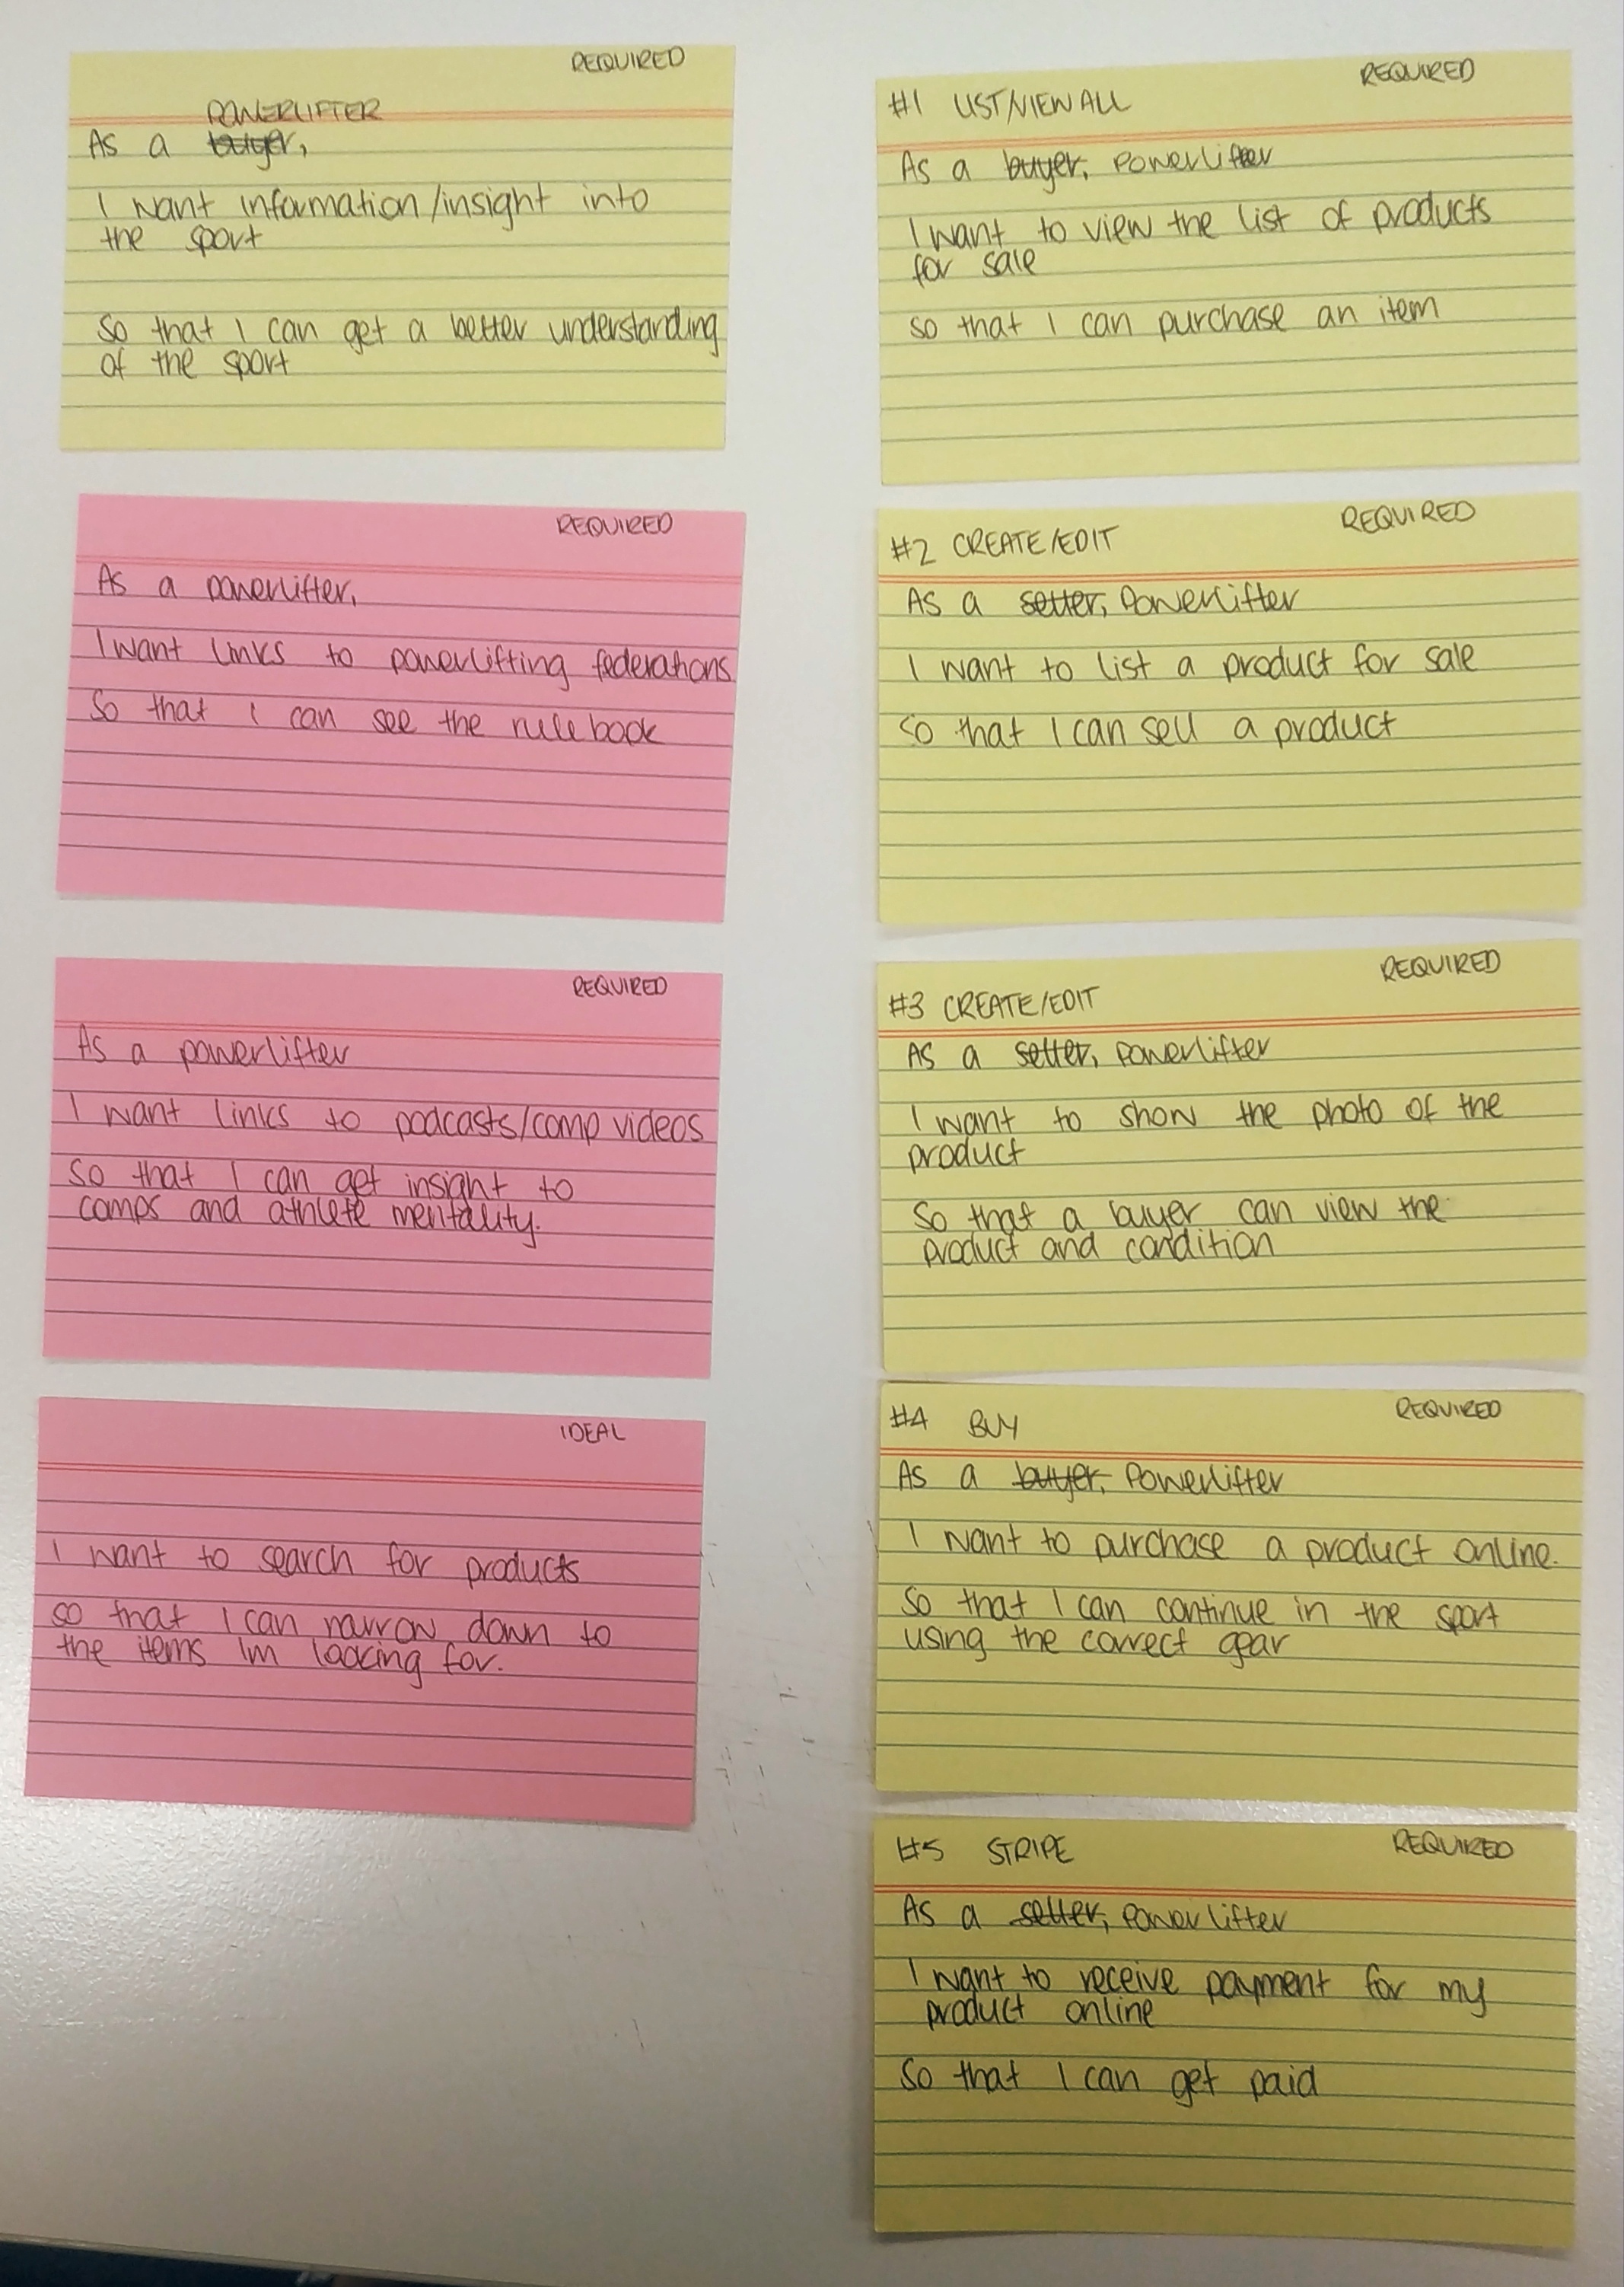 REQUIRED
POWERLIFTER
As a buyer,
I want information/insight into
the sport
So that I can get a better understanding
of the sport
REQUIRED
As a powerlifter,
I want links to powerlifting federations
So that I can see the rule book
REQUIRED
As a powerlifter
I want links to podcasts/comp videos
so that I can get insight to
comps and athlete mentality.
IDEAL
I want to search for products
so that I can narrow down to
the items Im looking for.
REQUIRED
#1 LIST/VIEW ALL
As a buyer, Powerlifter
I want to view the list of products
for sale
so that I can purchase an item
REQUIRED
#2 CREATE/EDIT
As a seller, Powerlifter
I want to list a product for sale
so that I can sell a product
REQUIRED
#3 CREATE/EDIT
As a seller, powerlifter
I want to show the photo of the
product
So that a buyer can view the
product and condition
REQUIRED
#4 BUY
As a buyer, Powerlifter
I want to purchase a product online.
So that I can continue in the sport
using the correct gear
#5 STRIPE REQUIRED
As a seller, Powerlifter
I want to receive payment for my
product online
So that I can get paid